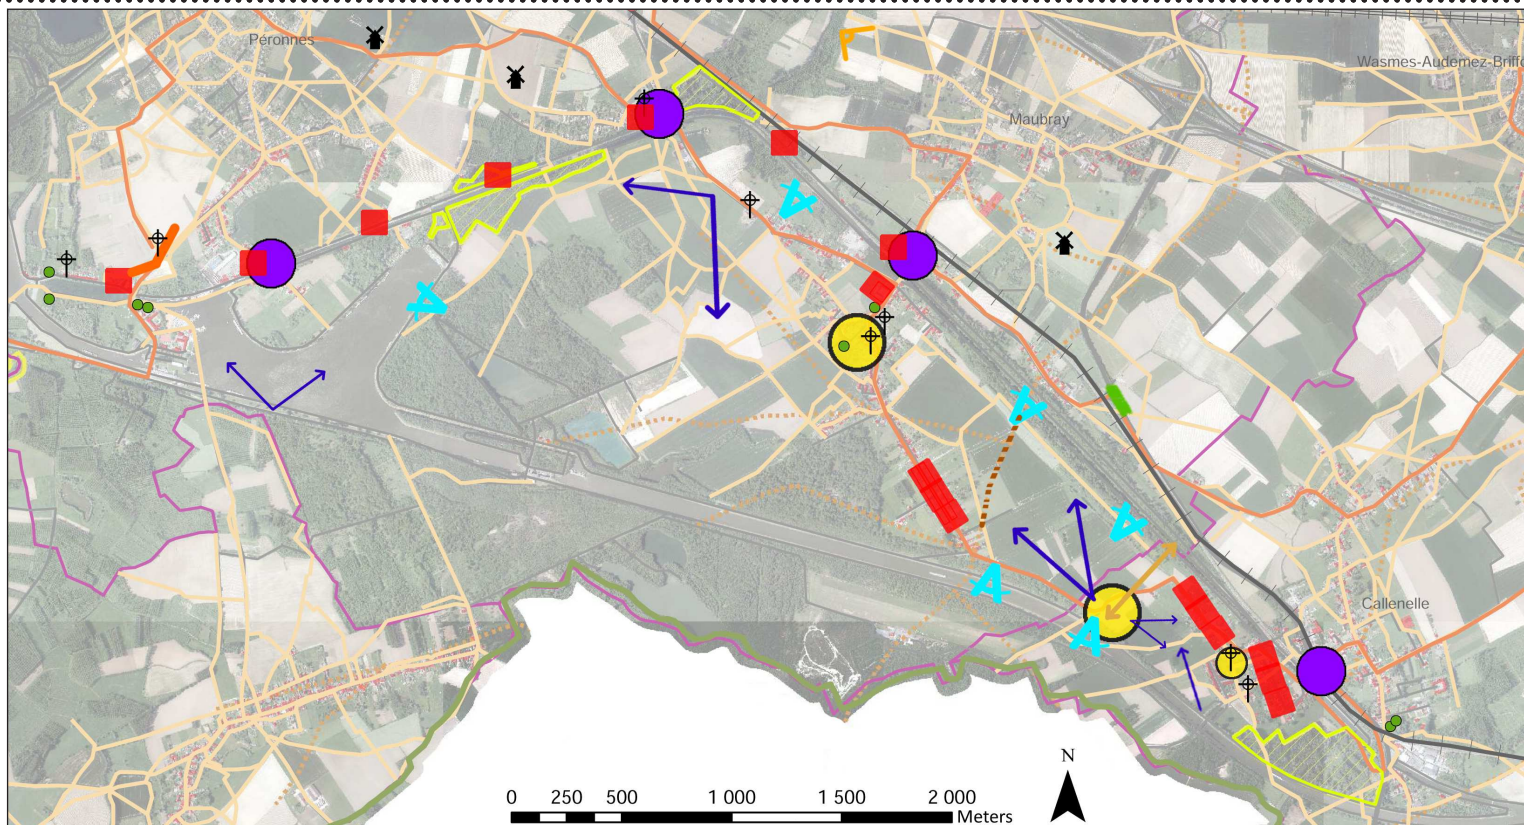 Péronnes
Wasmes-Audemez-Briffo
Maubray
Callenelle
N
0 250 500 1 000 1 500 2 000
Meters